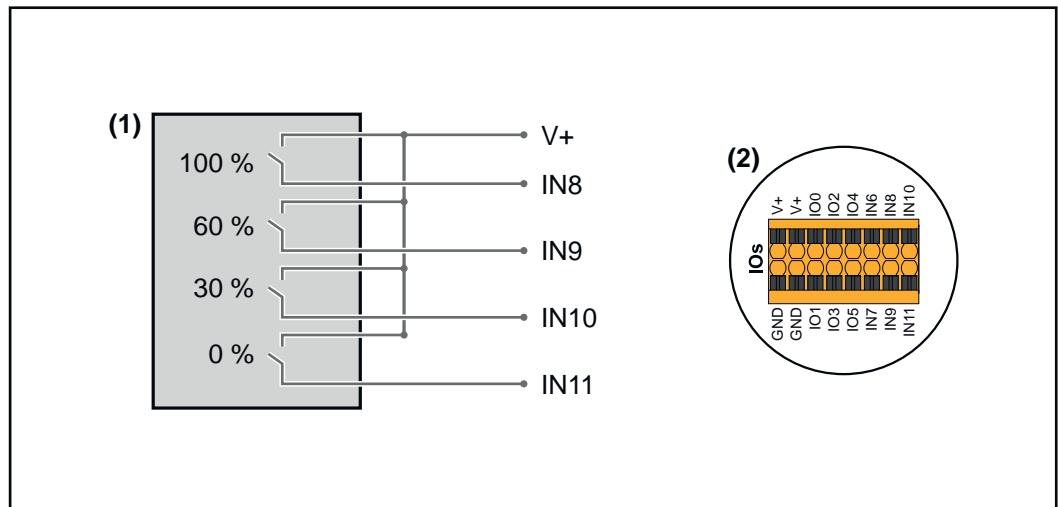 (1)
100 %
60 %
30 %
0 %
V+
IN8
IN9
IN10
IN11
(2)
IOs
V+ V+ IO0 IO2 IO4 IN6 IN8 IN10
GND GND IO1 IO3 IO5 IN7 IN9 IN11